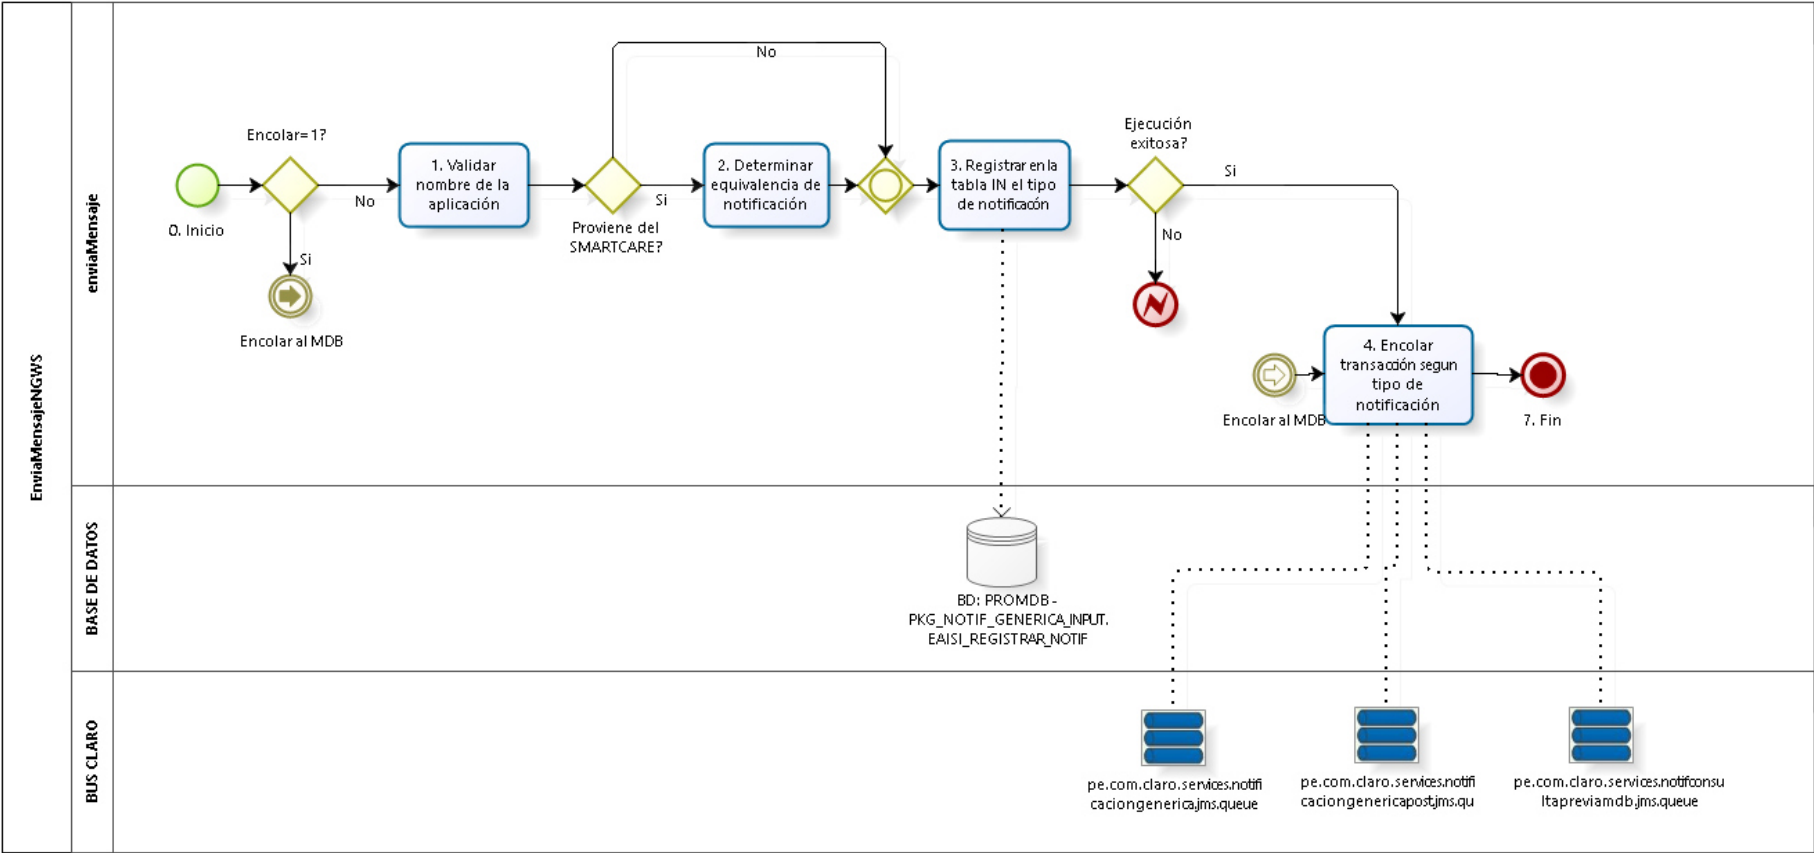 EnviaMensajeNGWS
enviaMensaje
Encolar=1?
0. Inicio
No
Si
Encolar al MDB
1. Validar
nombre de la
aplicación
No
Proviene del
SMARTCARE?
Si
2. Determinar
equivalencia de
notificación
3. Registrar en la
tabla IN el tipo
de notificacón
Ejecución
exitosa?
Si
No
Encolar al MDB
4. Encolar
transacción segun
tipo de
notificación
7. Fin
BASE DE DATOS
BD: PROMDB -
PKG_NOTIF_GENERICA_INPUT.
EAISI_REGISTRAR_NOTIF
BUS CLARO
pe.com.claro.services.notifi
caciongenerica.jms.queue
pe.com.claro.services.notifi
caciongenericapost.jms.qu
pe.com.claro.services.notifconsu
ltapreviamdb.jms.queue